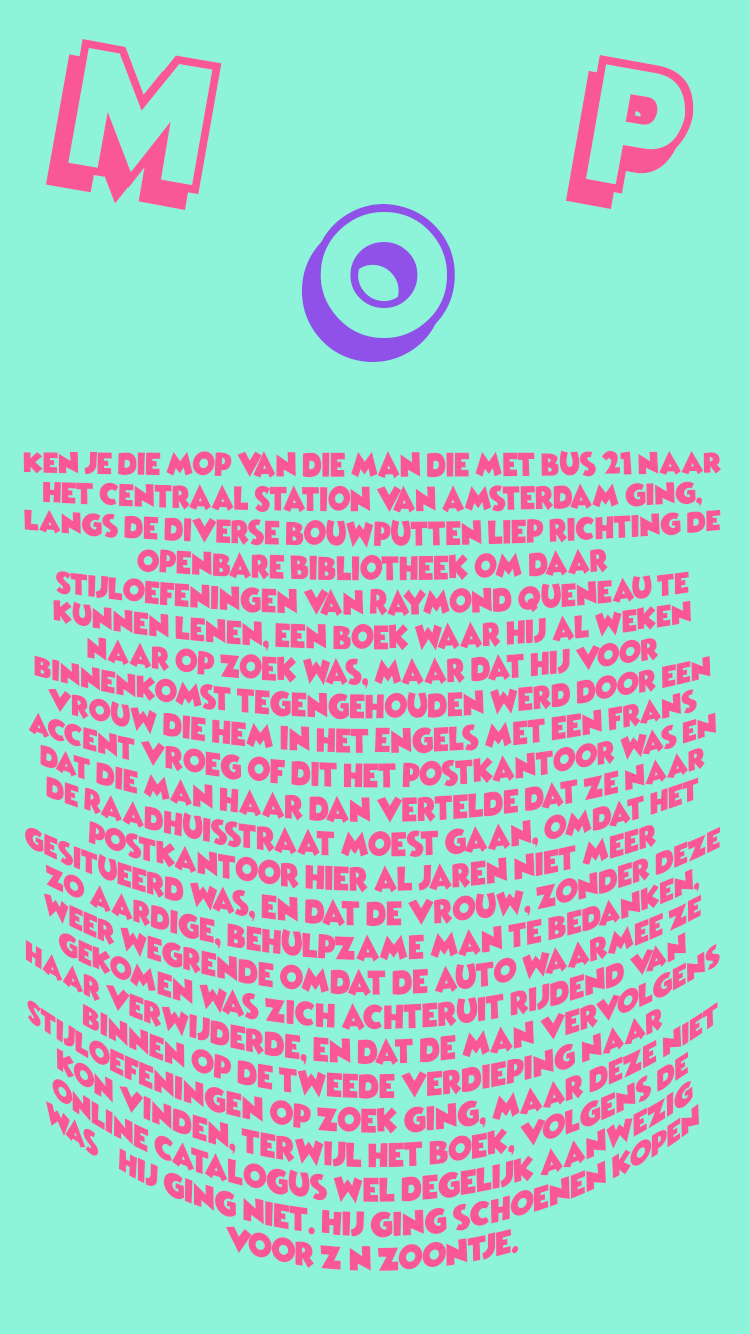 MOP
KEN JE DIE MOP VAN DIE MAN DIE MET BUS 21 NAAR
HET CENTRAAL STATION VAN AMSTERDAM GING,
LANGS DE DIVERSE BOUWPUTTEN LIEP RICHTING DE
OPENBARE BIBLIOTHEEK OM DAAR
STIJLOEFENINGEN VAN RAYMOND QUENEAU TE
KUNNEN LENEN, EEN BOEK WAAR HIJ AL WEKEN
NAAR OP ZOEK WAS, MAAR DAT HIJ VOOR
BINNENKOMST TEGENGEHOUDEN WERD DOOR EEN
VROUW DIE HEM IN HET ENGELS MET EEN FRANS
ACCENT VROEG OF DIT HET POSTKANTOOR WAS EN
DAT DIE MAN HAAR DAN VERTELDE DAT ZE NAAR
DE RAADHUISSTRAAT MOEST GAAN, OMDAT HET
POSTKANTOOR HIER AL JAREN NIET MEER
GESITUEERD WAS, EN DAT DE VROUW, ZONDER DEZE
ZO AARDIGE, BEHULPZAME MAN TE BEDANKEN,
WEER WEGRENDE OMDAT DE AUTO WAARMEE ZE
GEKOMEN WAS ZICH ACHTERUIT RIJDEND VAN
HAAR VERWIJDERDE, EN DAT DE MAN VERVOLGENS
BINNEN OP DE TWEEDE VERDIEPING NAAR
STIJLOEFENINGEN OP ZOEK GING, MAAR DEZE NIET
KON VINDEN, TERWIJL HET BOEK, VOLGENS DE
ONLINE CATALOGUS WEL DEGELIJK AANWEZIG
WAS HIJ GING NIET. HIJ GING SCHOENEN KOPEN
VOOR Z N ZOONTJE.